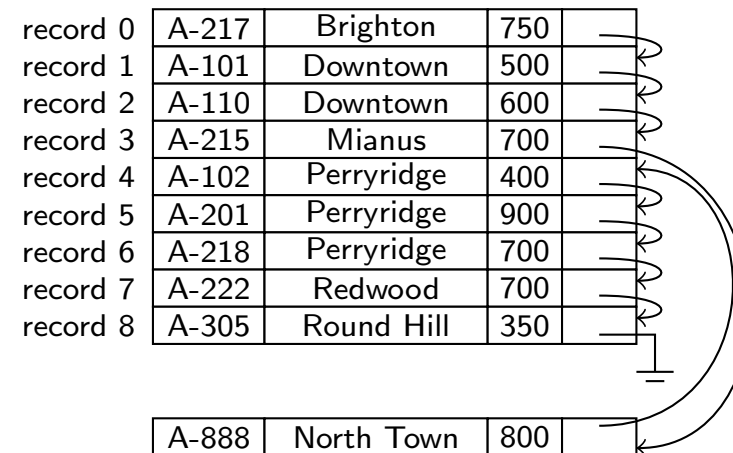 record 0 A-217 Brighton 750
record 1 A-101 Downtown 500
record 2 A-110 Downtown 600
record 3 A-215 Mianus 700
record 4 A-102 Perryridge 400
record 5 A-201 Perryridge 900
record 6 A-218 Perryridge 700
record 7 A-222 Redwood 700
record 8 A-305 Round Hill 350
A-888 North Town 800